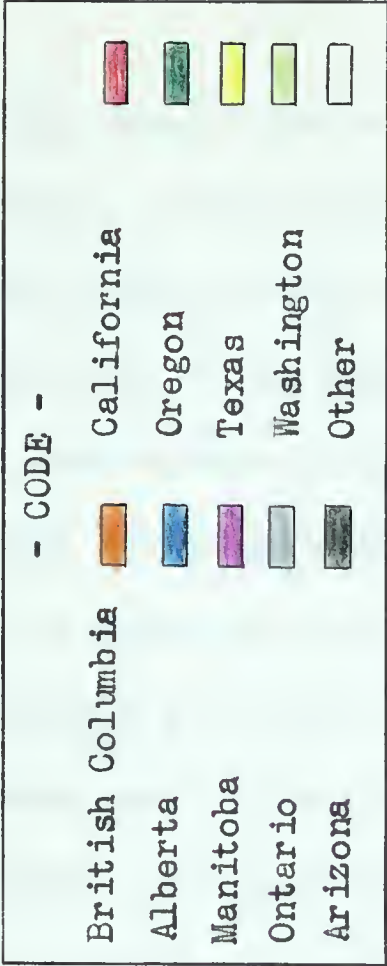 - CODE -
British Columbia California
Alberta Oregon
Manitoba Texas
Ontario Washington
Arizona Other